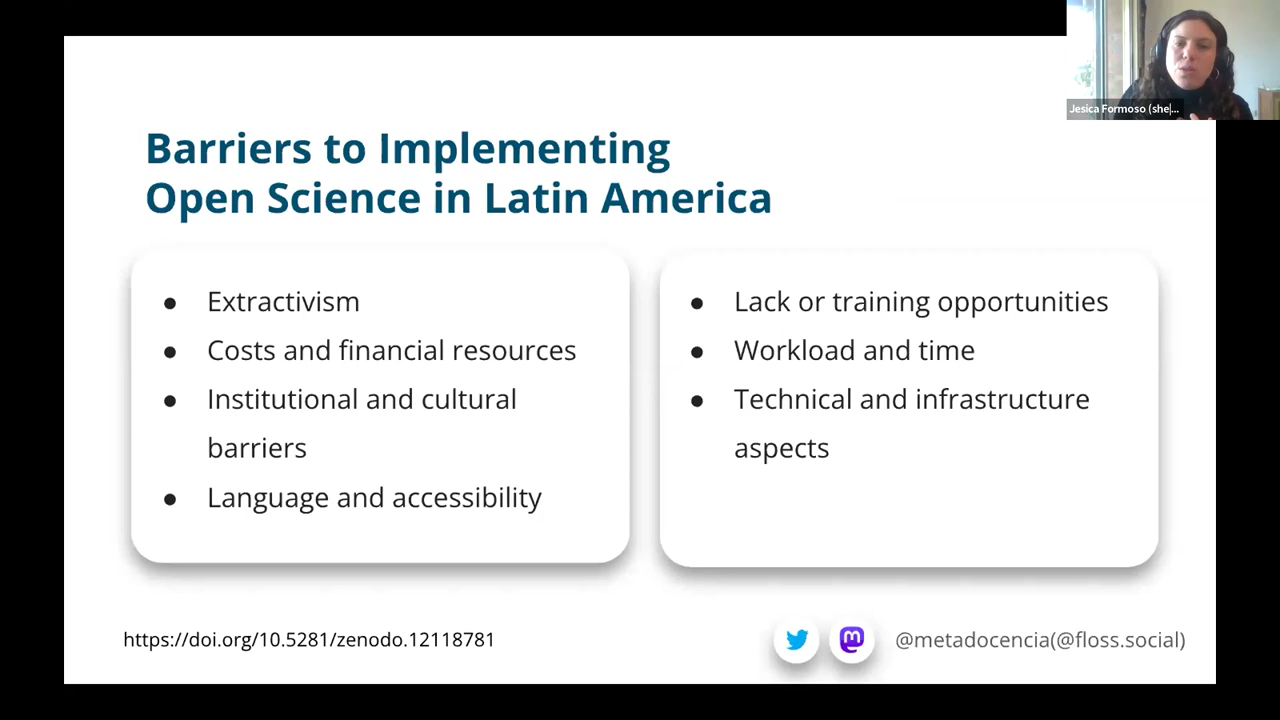 Jesica Formoso (she|...
Barriers to Implementing
Open Science in Latin America
● Extractivism
● Costs and financial resources
● Institutional and cultural
barriers
● Language and accessibility
● Lack or training opportunities
● Workload and time
● Technical and infrastructure
aspects
https://doi.org/10.5281/zenodo.12118781
@metadocencia(@floss.social)